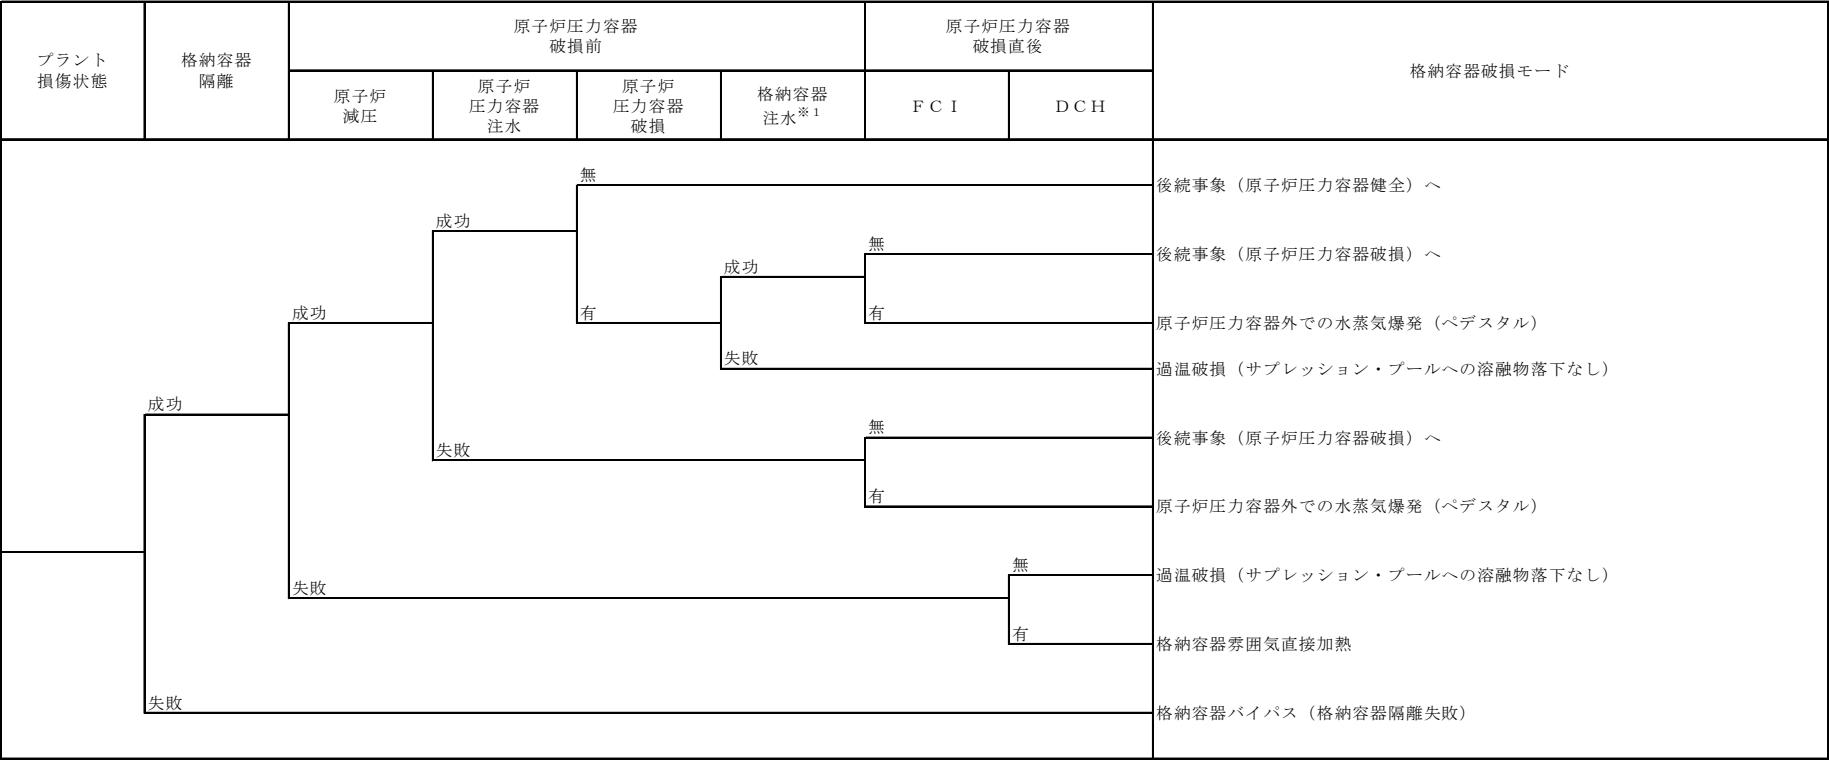 プラント
損傷状態
格納容器
隔離
原子炉圧力容器
破損前
原子炉
減圧
原子炉
圧力容器
注水
原子炉
圧力容器
破損
格納容器
注水※１
原子炉圧力容器
破損直後
ＦＣＩ
ＤＣＨ
格納容器破損モード
無
後続事象（原子炉圧力容器健全）へ
成功
無
後続事象（原子炉圧力容器破損）へ
成功
成功
有
有
原子炉圧力容器外での水蒸気爆発（ペデスタル）
失敗
過温破損（サプレッション・プールへの溶融物落下なし）
成功
無
後続事象（原子炉圧力容器破損）へ
失敗
有
原子炉圧力容器外での水蒸気爆発（ペデスタル）
無
過温破損（サプレッション・プールへの溶融物落下なし）
失敗
有
格納容器雰囲気直接加熱
失敗
格納容器バイパス（格納容器隔離失敗）